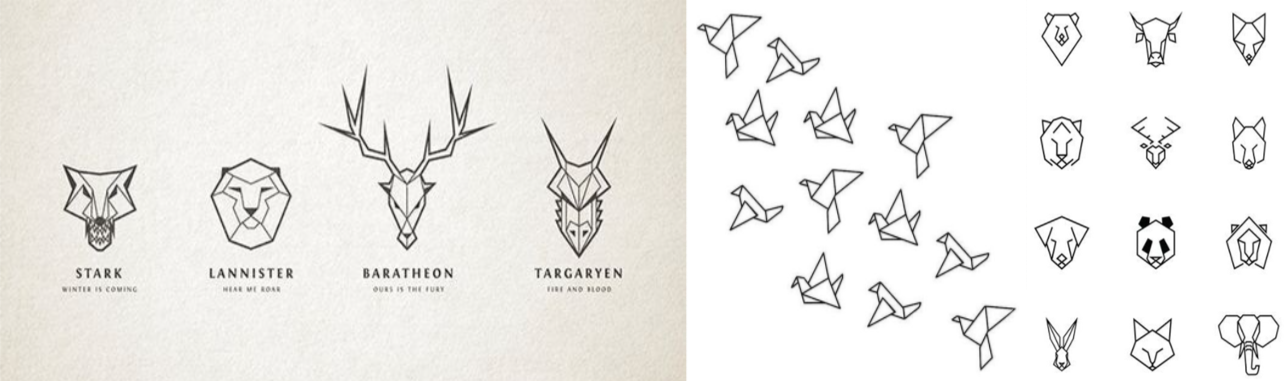 STARK
WINTER IS COMING
LANNISTER
HEAR ME ROAR
BARATHEON
OURS IS THE FURY
TARGARYEN
FIRE AND BLOOD